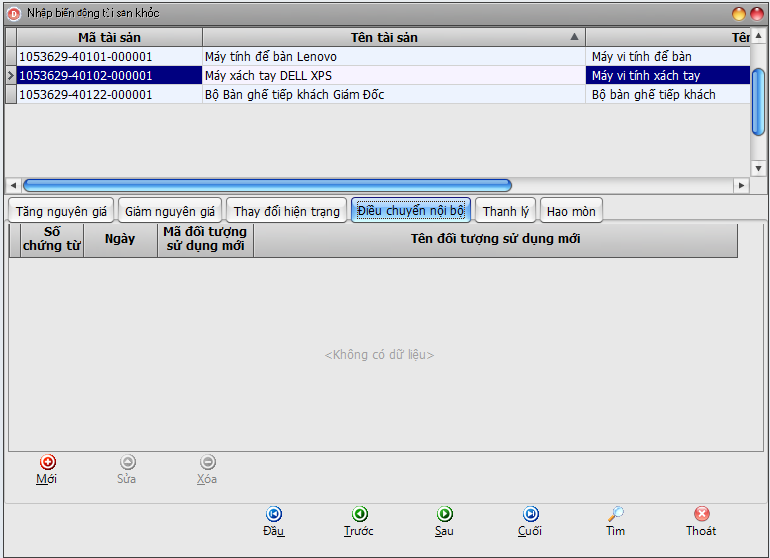 Nhập biến động tài sản khác
Mã tài sản Tên tài sản Tên
1053629-40101-000001 Máy tính để bàn Lenovo Máy vi tính để bàn
1053629-40102-000001 Máy xách tay DELL XPS Máy vi tính xách tay
1053629-40122-000001 Bộ Bàn ghế tiếp khách Giám Đốc Bộ bàn ghế tiếp khách
Tăng nguyên giá Giảm nguyên giá Thay đổi hiện trạng Điều chuyển nội bộ Thanh lý Hao mòn
Số chứng từ Ngày Mã đối tượng sử dụng mới Tên đối tượng sử dụng mới
<Không có dữ liệu>
Mới Sửa Xóa
Đầu Trước Sau Cuối Tìm Thoát